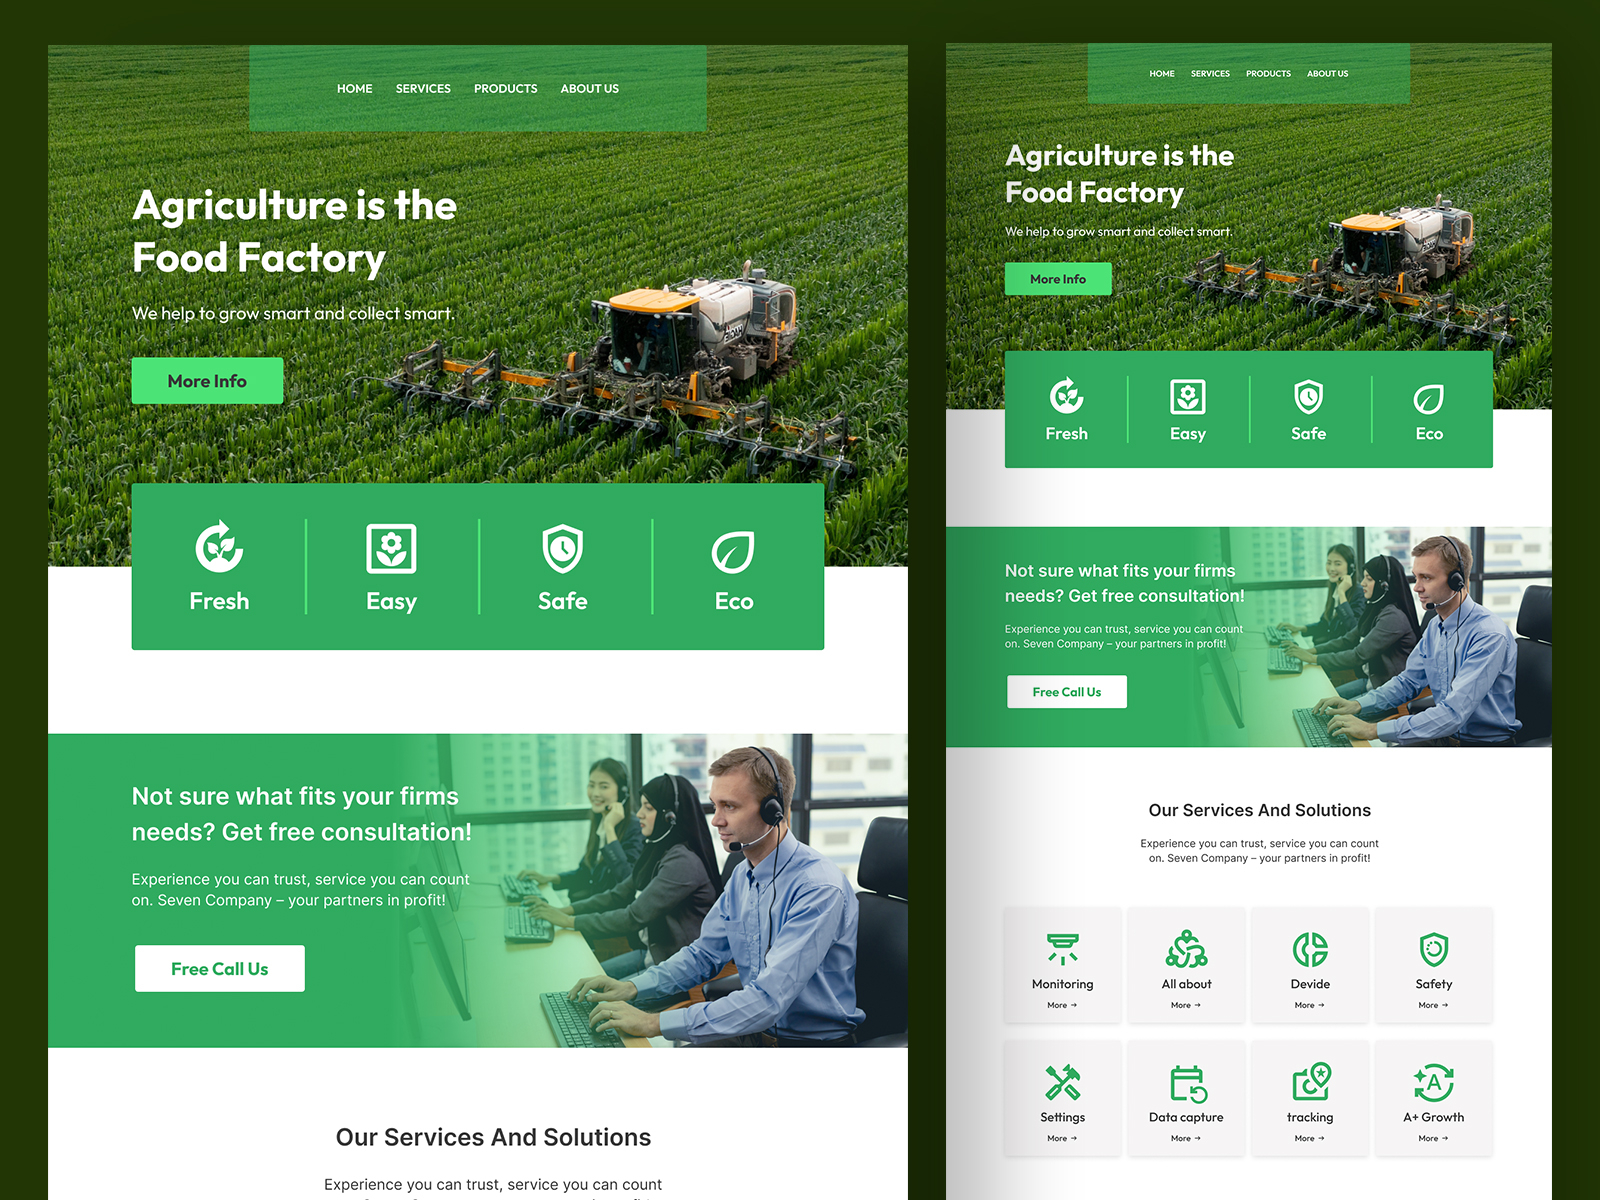 HOME SERVICES PRODUCTS ABOUT US
Agriculture is the
Food Factory
We help to grow smart and collect smart.
More Info
Fresh Easy Safe Eco
Not sure what fits your firms
needs? Get free consultation!
Experience you can trust, service you can count
on. Seven Company – your partners in profit!
Free Call Us
Our Services And Solutions
Experience you can trust, service you can count
HOME SERVICES PRODUCTS ABOUT US
Agriculture is the
Food Factory
We help to grow smart and collect smart.
More Info
Fresh Easy Safe Eco
Not sure what fits your firms
needs? Get free consultation!
Experience you can trust, service you can count
on. Seven Company – your partners in profit!
Free Call Us
Our Services And Solutions
Experience you can trust, service you can count
on. Seven Company – your partners in profit!
Monitoring All about Devide Safety
More → More → More → More →
Settings Data capture tracking A+ Growth
More → More → More → More →